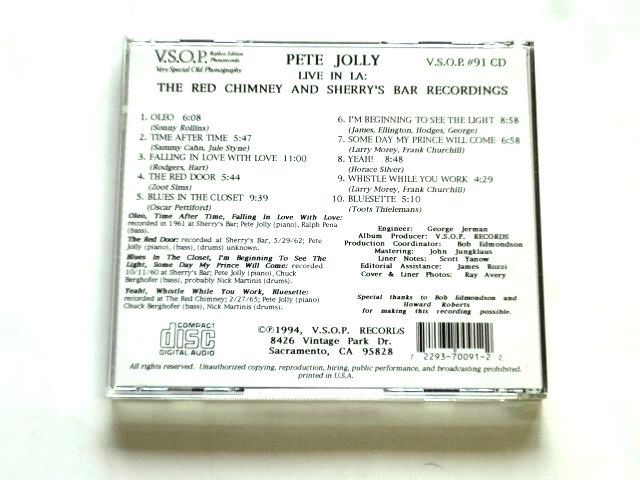 V.S.O.P. Replica Edition Phonorecords
Very Special Old Phonography
PETE JOLLY
LIVE IN LA:
THE RED CHIMNEY AND SHERRY'S BAR RECORDINGS
V.S.O.P. #91 CD
1. OLEO 6:08
(Sonny Rollins)
2. TIME AFTER TIME 5:47
(Sammy Cahn, Jule Styne)
3. FALLING IN LOVE WITH LOVE 11:00
(Rodgers, Hart)
4. THE RED DOOR 5:44
(Zoot Sims)
5. BLUES IN THE CLOSET 9:39
(Oscar Pettiford)
6. I'M BEGINNING TO SEE THE LIGHT 8:58
(James, Ellington, Hodges, George)
7. SOME DAY MY PRINCE WILL COME 6:58
(Larry Morey, Frank Churchill)
8. YEAH! 8:48
(Horace Silver)
9. WHISTLE WHILE YOU WORK 4:29
(Larry Morey, Frank Churchill)
10. BLUESETTE 5:10
(Toots Thielemans)
Oleo, Time After Time, Falling In Love With Love:
recorded in 1961 at Sherry's Bar; Pete Jolly (piano), Ralph Pena
(bass).
The Red Door: recorded at Sherry's Bar, 5/29/62; Pete
Jolly (piano), (bass), (drums) unknown.
Blues In The Closet, I'm Beginning To See The
Light, Some Day My Prince Will Come: recorded
10/11/60 at Sherry's Bar; Pete Jolly (piano), Chuck
Berghofer (bass), probably Nick Martinis (drums).
Yeah!, Whistle While You Work, Bluesette:
recorded at The Red Chimney; 2/27/65; Pete Jolly (piano)
Chuck Berghofer (bass), Nick Martinis (drums).
Engineer: George Jerman
Album Producer: V.S.O.P. RECORDS
Production Coordinator: Bob Edmondson
Mastering: John Jungklaus
Liner Notes: Scott Yanow
Editorial Assistance: James Rozzi
Cover & Liner Photos: Ray Avery
Special thanks to Bob Edmondson and
Howard Roberts
for making this recording possible.
COMPACT
disc
DIGITAL AUDIO
©℗1994, V.S.O.P. RECORDS
8426 Vintage Park Dr.
Sacramento, CA 95828
7 22937-0091-2 2
All rights reserved. Unauthorized copying, reproduction, hiring, public performance, and broadcasting prohibited.
printed in U.S.A.